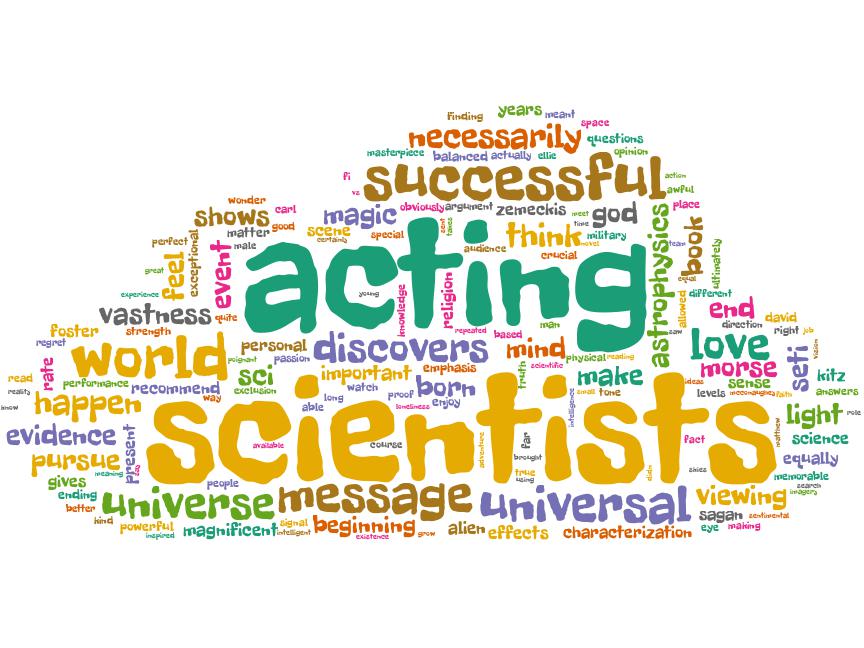 finding years meant
space
necessarily questions
masterpiece balanced actually ellie opinion
fi successful action
vs awful
wonder carl obviously argument zemeckis meet god place
shows magic time
matter good scene special sent takes think military team
male certainly audience novel
perfect exceptional feel event acting crucial astrophysics book ultimately
great equal
experience young knowledge religion allowed different
vastness quite repeated based man saw end david
foster strength direction right job
regret personal discovers mind love vision
world poignant passion truth physical reading
rate sci important emphasis scientific make morse seti
read performance recommend exclusion watch born ideas sense kitz
reality way proof small tone levels mcconaughey faith answers
know happen able long loneliness enjoy intelligence light role
evidence present scientists matthew science
available course adventure far fact
pursue brought skies equally
meaning true didn memorable
gives people using search
ending universe message universal viewing imagery
better sagan sentimental
kind powerful magnificent signal beginning alien effects characterization eye making
inspired intelligent existence grow